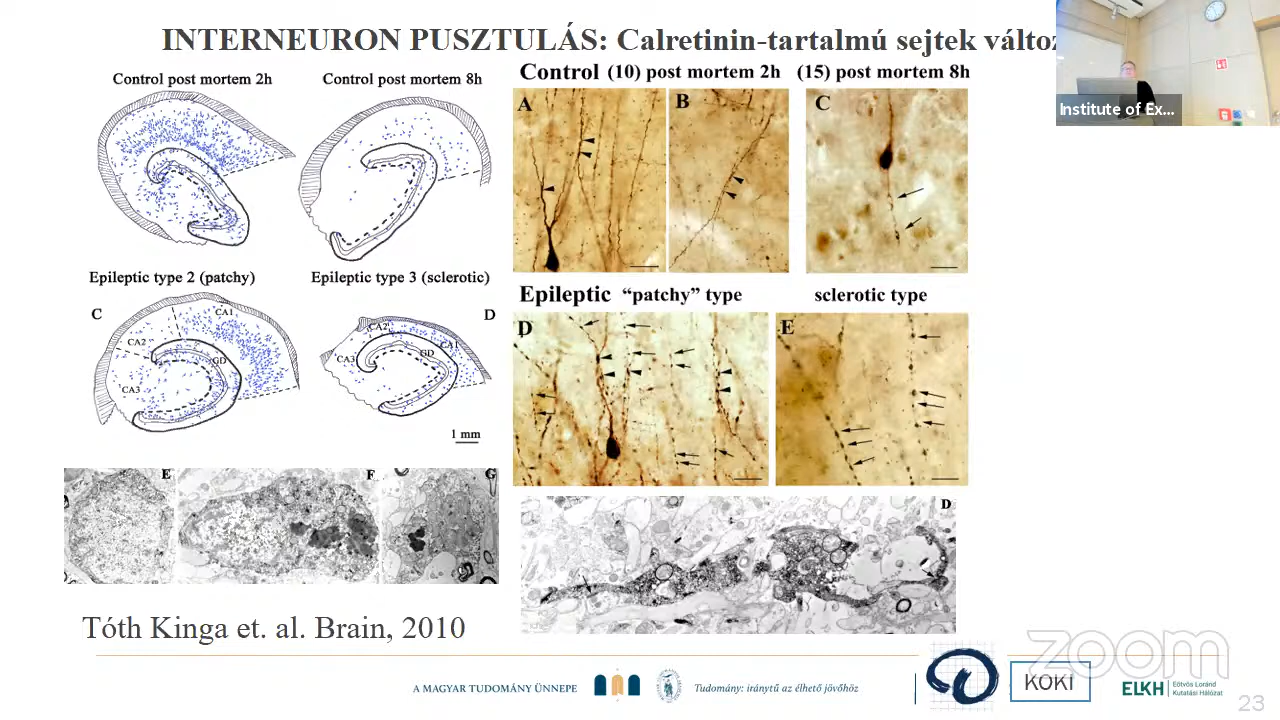 INTERNEURON PUSZTULÁS: Calretinin-tartalmú sejtek válto
Institute of Ex...
Control post mortem 2h
Control post mortem 8h
Epileptic type 2 (patchy)
Epileptic type 3 (sclerotic)
C
CA1
CA2
GD
CA3
D
CA2
CA1
GD
CA3
1 mm
Control (10) post mortem 2h
(15) post mortem 8h
A
B
C
Epileptic "patchy" type
sclerotic type
D
E
E
F
G
D
Tóth Kinga et. al. Brain, 2010
A MAGYAR TUDOMÁNY ÜNNEPE
Tudomány: iránytű az élhető jövőhöz
KOKI
ELKH
Eötvös Loránd
Kutatási Hálózat
zoom
23